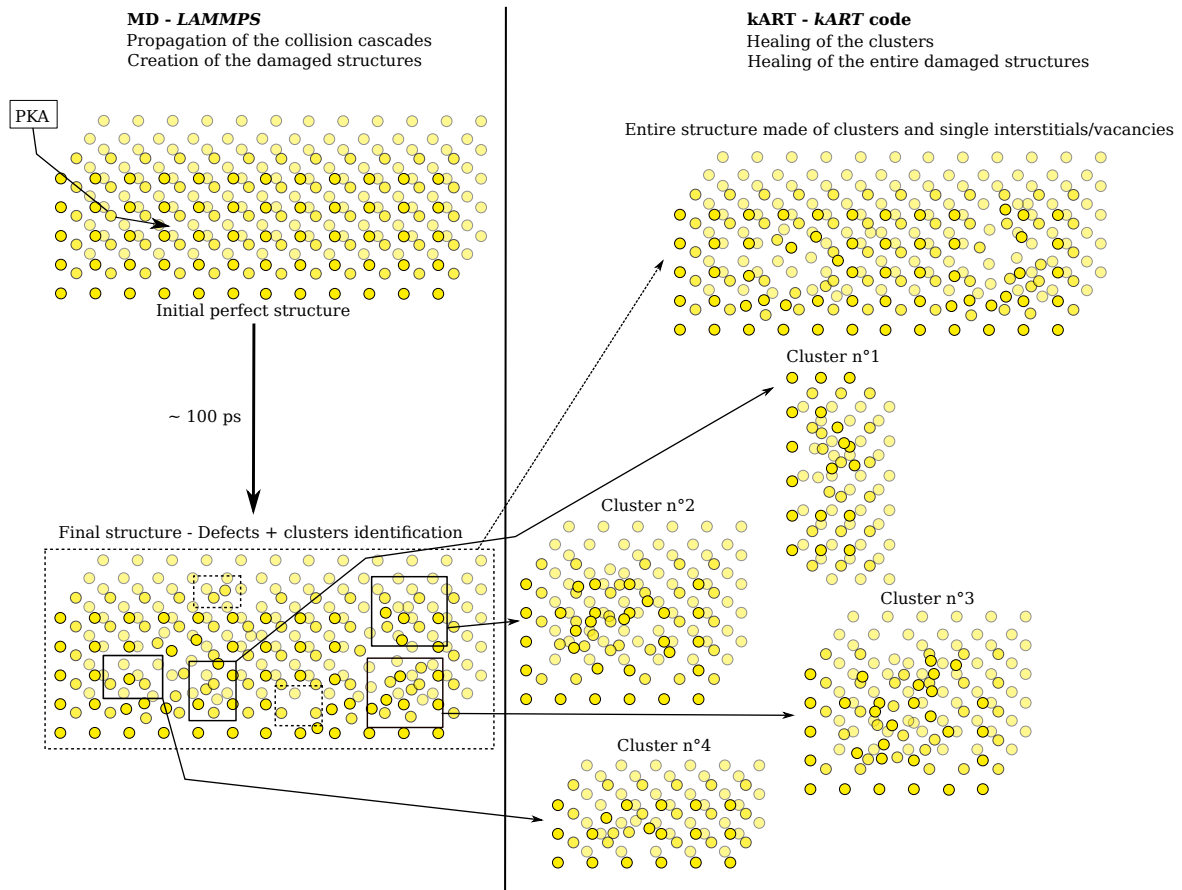 MD - LAMMPS
Propagation of the collision cascades
Creation of the damaged structures
PKA
Initial perfect structure
~ 100 ps
Final structure - Defects + clusters identification
kART - kART code
Healing of the clusters
Healing of the entire damaged structures
Entire structure made of clusters and single interstitials/vacancies
Cluster n°1
Cluster n°2
Cluster n°3
Cluster n°4